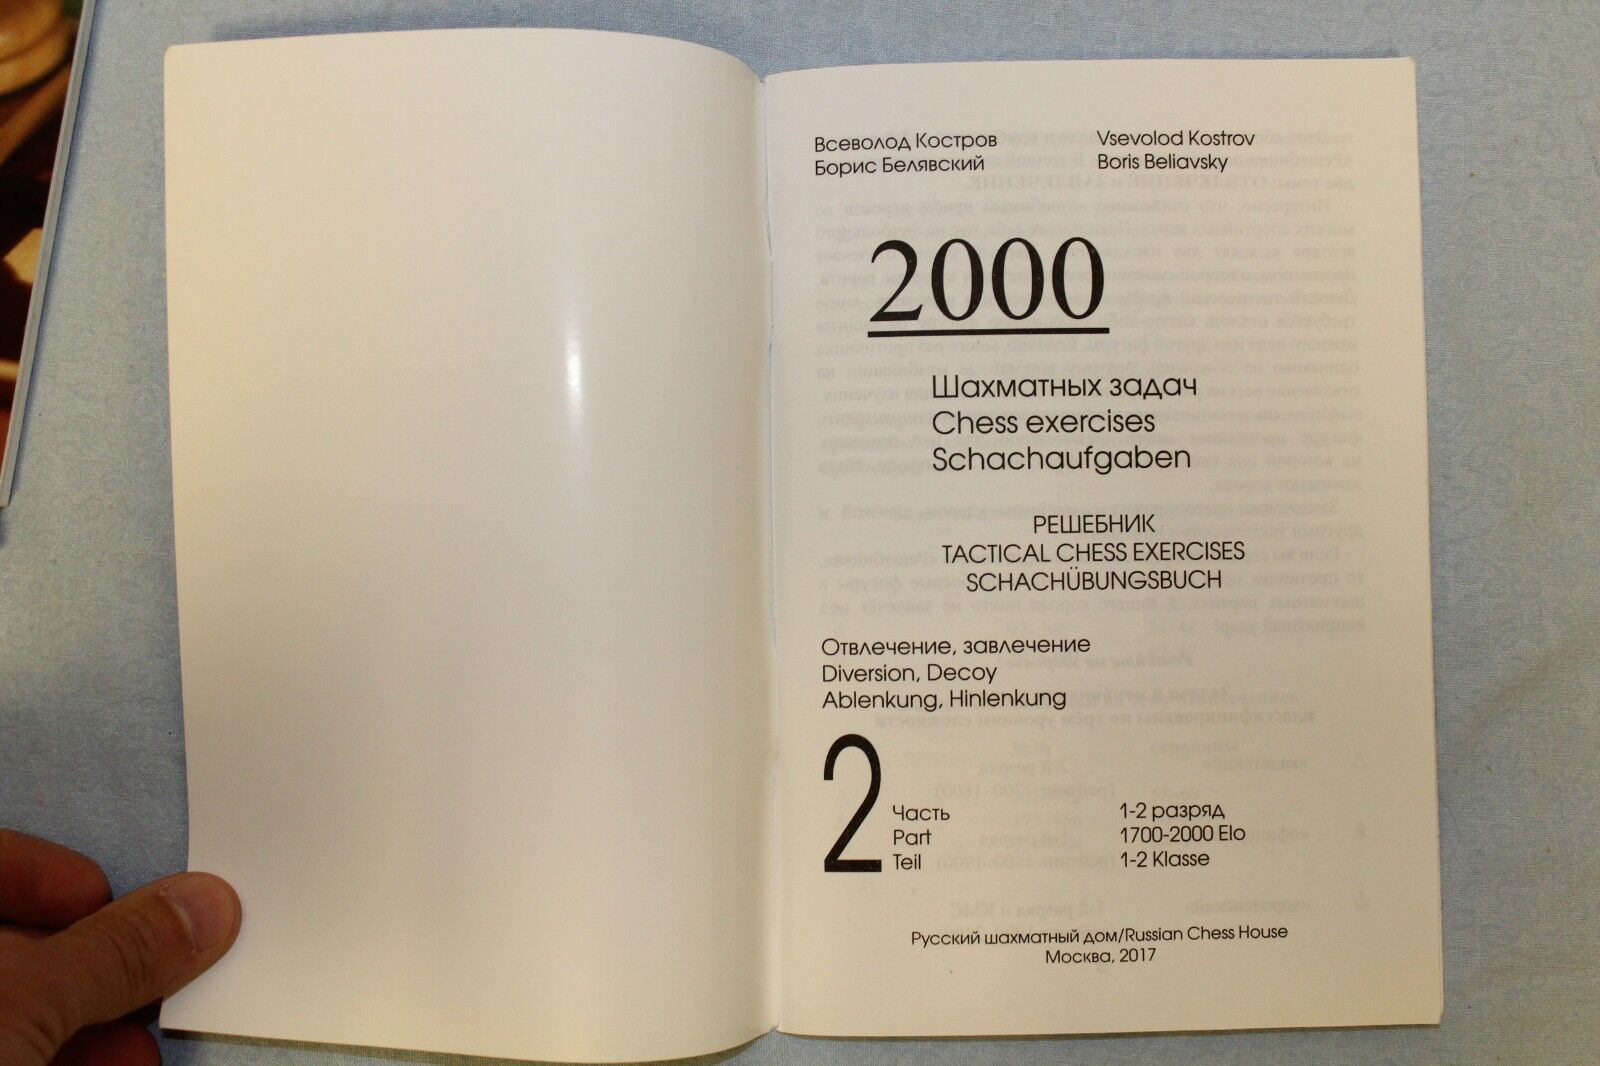 Всеволод Костров
Борис Белявский
Vsevolod Kostrov
Boris Beliavsky
2000
Шахматных задач
Chess exercises
Schachaufgaben
РЕШЕБНИК
TACTICAL CHESS EXERCISES
SCHACHÜBUNGSBUCH
Отвлечение, завлечение
Diversion, Decoy
Ablenkung, Hinlenkung
2
Часть
Part
Teil
1-2 разряд
1700-2000 Elo
1-2 Klasse
Русский шахматный дом/Russian Chess House
Москва, 2017